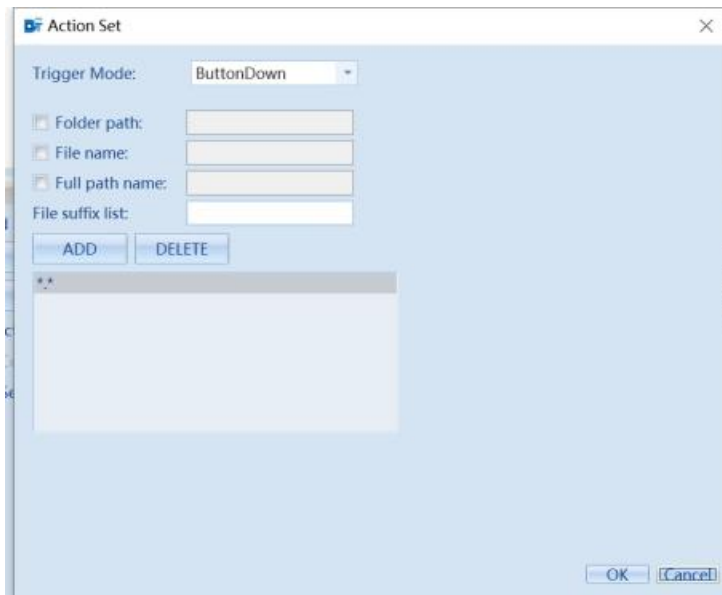 Action Set
Trigger Mode: ButtonDown
Folder path:
File name:
Full path name:
File suffix list:
ADD DELETE
*.*
OK Cancel